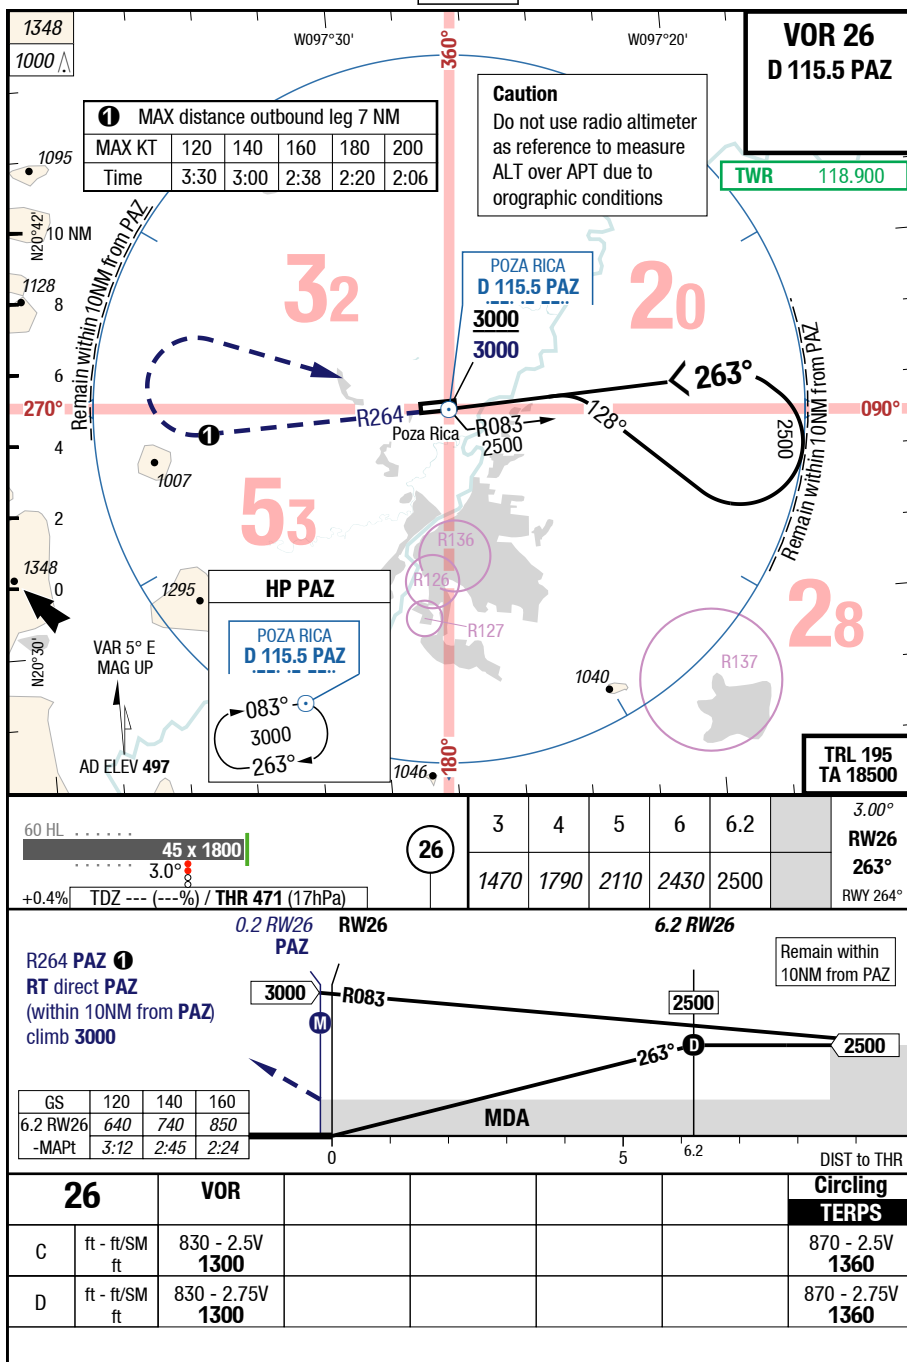 1348
1000
W097°30'
W097°20'
360°
VOR 26
D 115.5 PAZ
TWR 118.900
Caution
Do not use radio altimeter
as reference to measure
ALT over APT due to
orographic conditions
1 MAX distance outbound leg 7 NM
MAX KT 120 140 160 180 200
Time 3:30 3:00 2:38 2:20 2:06
1095
N20°42'
10 NM
1128
8
6
270°
4
2
0
1348
N20°30'
Remain within 10NM from PAZ
32
20
53
28
POZA RICA
D 115.5 PAZ
3000
3000
263°
R264
1
Poza Rica
R083
2500
128°
2500
090°
Remain within 10NM from PAZ
1007
1295
R136
R126
R127
R137
1040
1046
180°
HP PAZ
POZA RICA
D 115.5 PAZ
083°
3000
263°
VAR 5° E
MAG UP
AD ELEV 497
TRL 195
TA 18500
60 HL
45 x 1800
3.0°
+0.4%
TDZ --- (---%) / THR 471 (17hPa)
26
3 4 5 6 6.2
1470 1790 2110 2430 2500
3.00°
RW26
263°
RWY 264°
0.2 RW26 RW26 6.2 RW26
PAZ
R264 PAZ 1
RT direct PAZ
(within 10NM from PAZ)
climb 3000
Remain within
10NM from PAZ
3000
R083
2500
M
D
263°
2500
MDA
GS 120 140 160
6.2 RW26 640 740 850
-MAPt 3:12 2:45 2:24
0 5 6.2 DIST to THR
26 VOR Circling
TERPS
C ft - ft/SM 830 - 2.5V 870 - 2.5V
ft 1300 1360
D ft - ft/SM 830 - 2.75V 870 - 2.75V
ft 1300 1360